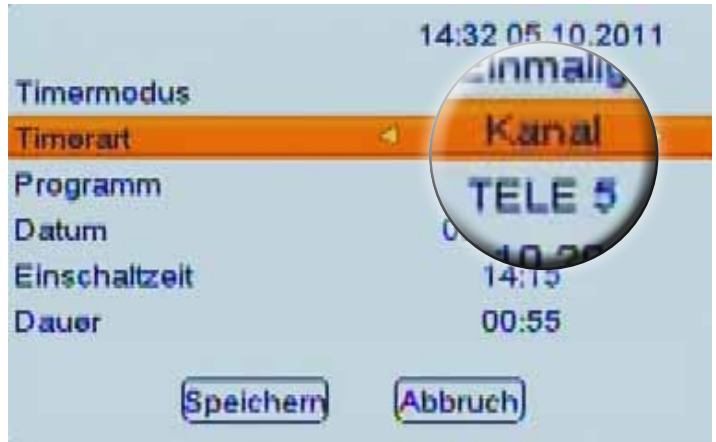 14:32 05.10.2011
Timermodus Einmalig
Timerart Kanal
Programm TELE 5
Datum
Einschaltzeit 14:15
Dauer 00:55
Speichern Abbruch